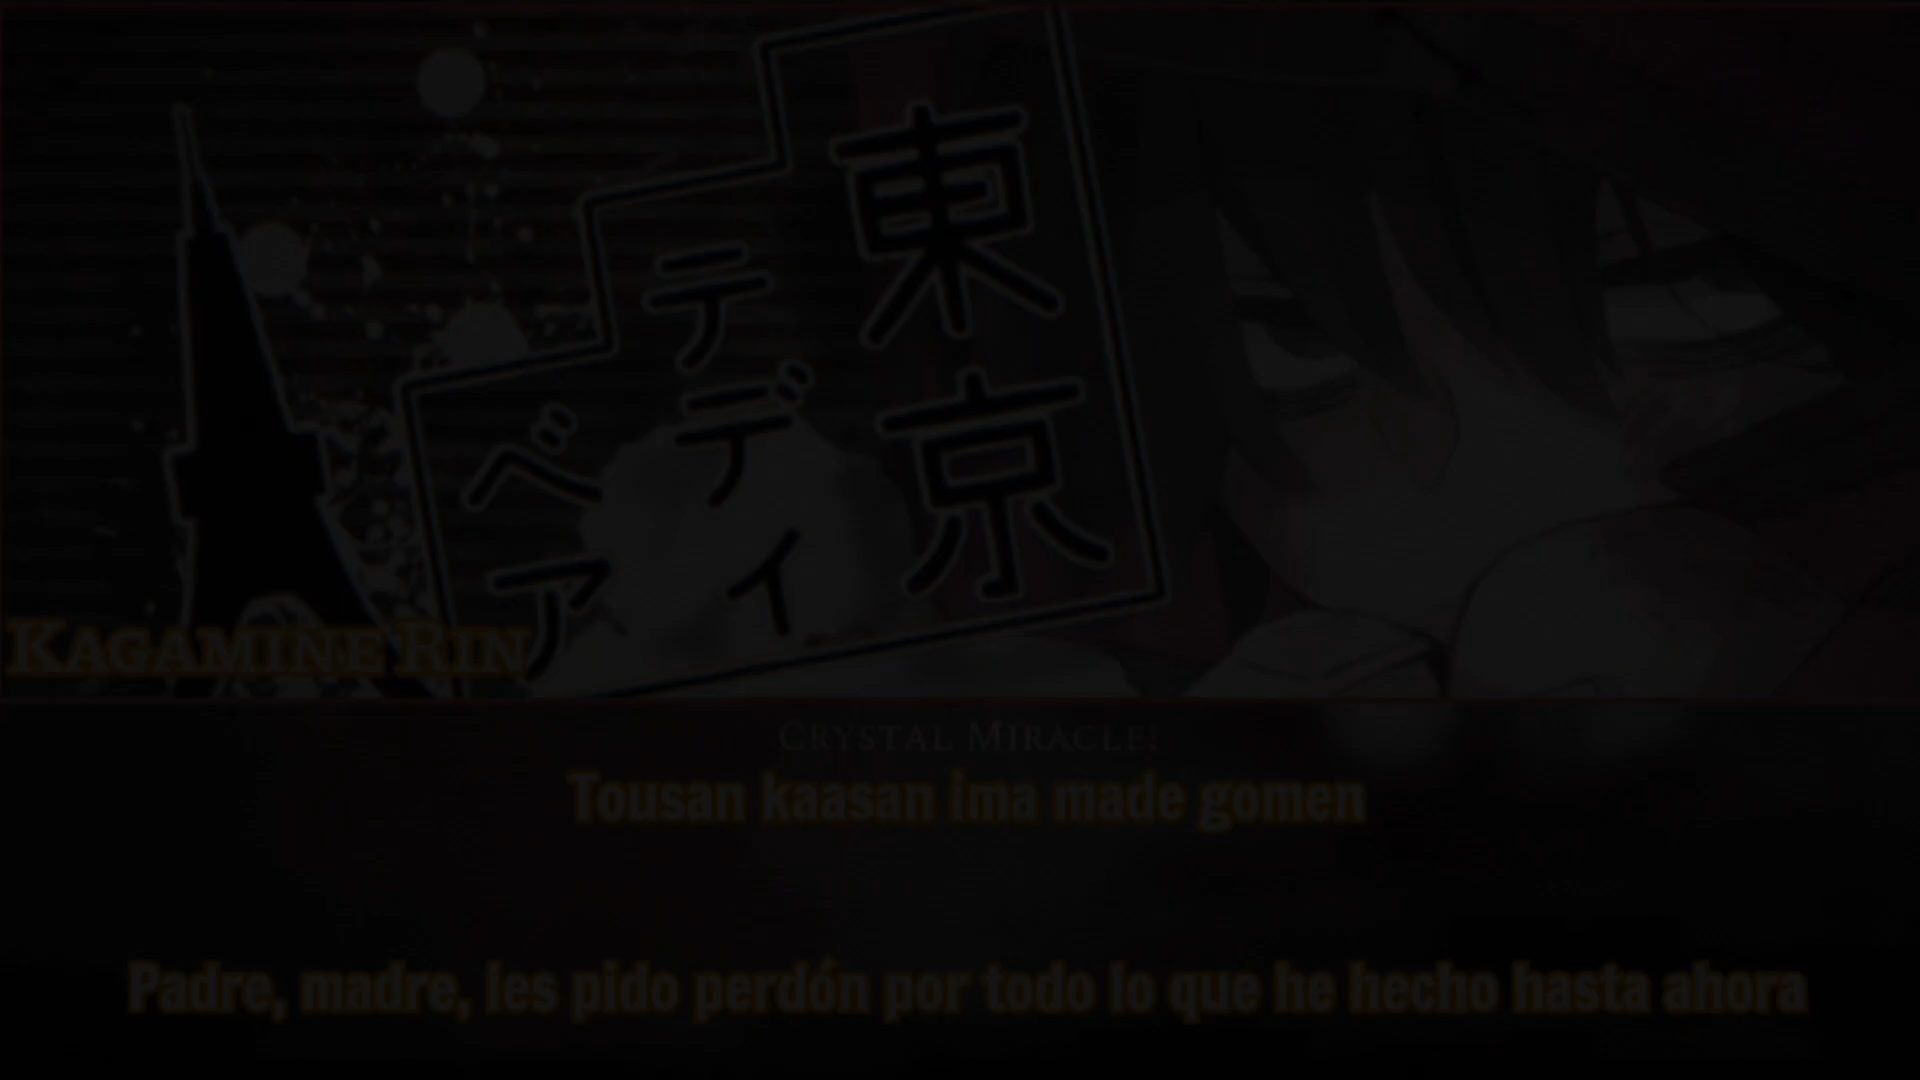 東京
テディ
ベア
KAGAMINE RIN
CRYSTAL MIRACLE!
Tousan kaasan ima made gomen
Padre, madre, les pido perdón por todo lo que he hecho hasta ahora